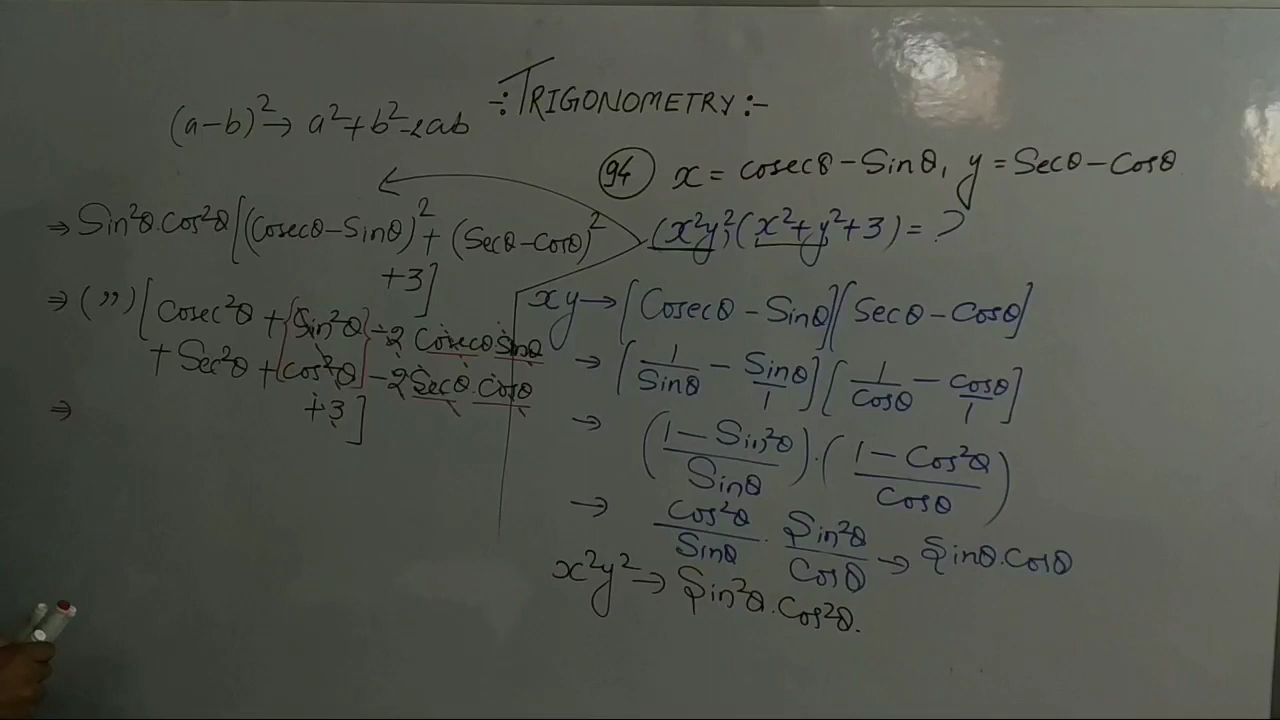 ÷ TRIGONOMETRY :-
(a-b)² → a²+b²-2ab
(94) x = cosecθ - Sinθ, y = Secθ - Cosθ
(x²y²)(x²+y²+3) = ?
⇒ Sin²θ.Cos²θ[(Cosecθ-Sinθ)² + (Secθ-Cosθ)²
+3]
⇒ (")[Cosec²θ + {Sin²θ} - 2 Cosecθ Sinθ
+ Sec²θ + {Cos²θ} - 2 Secθ.Cosθ
+3]
⇒
xy → [Cosecθ - Sinθ][Secθ - Cosθ]
→ [1/Sinθ - Sinθ/1][1/Cosθ - Cosθ/1]
→ (1-Sin²θ/Sinθ).(1-Cos²θ/Cosθ)
→ Cos²θ/Sinθ . Sin²θ/Cosθ → Sinθ.Cosθ
x²y² → Sin²θ.Cos²θ.